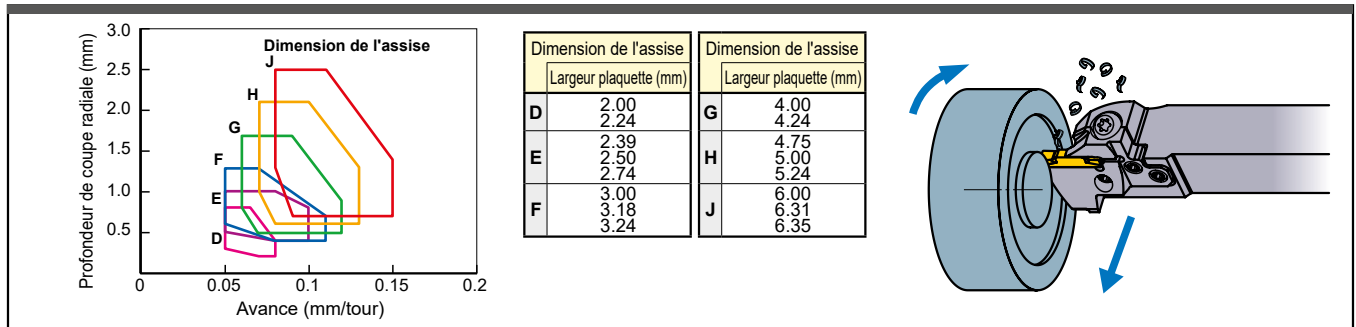 Profondeur de coupe radiale (mm)
3.0
2.5
2.0
1.5
1.0
0.5
0
0.05
0.1
0.15
0.2
Avance (mm/tour)
Dimension de l'assise
J
H
G
F
E
D
Dimension de l'assise
Largeur plaquette (mm)
D
2.00
2.24
E
2.39
2.50
2.74
F
3.00
3.18
3.24
Dimension de l'assise
Largeur plaquette (mm)
G
4.00
4.24
H
4.75
5.00
5.24
J
6.00
6.31
6.35